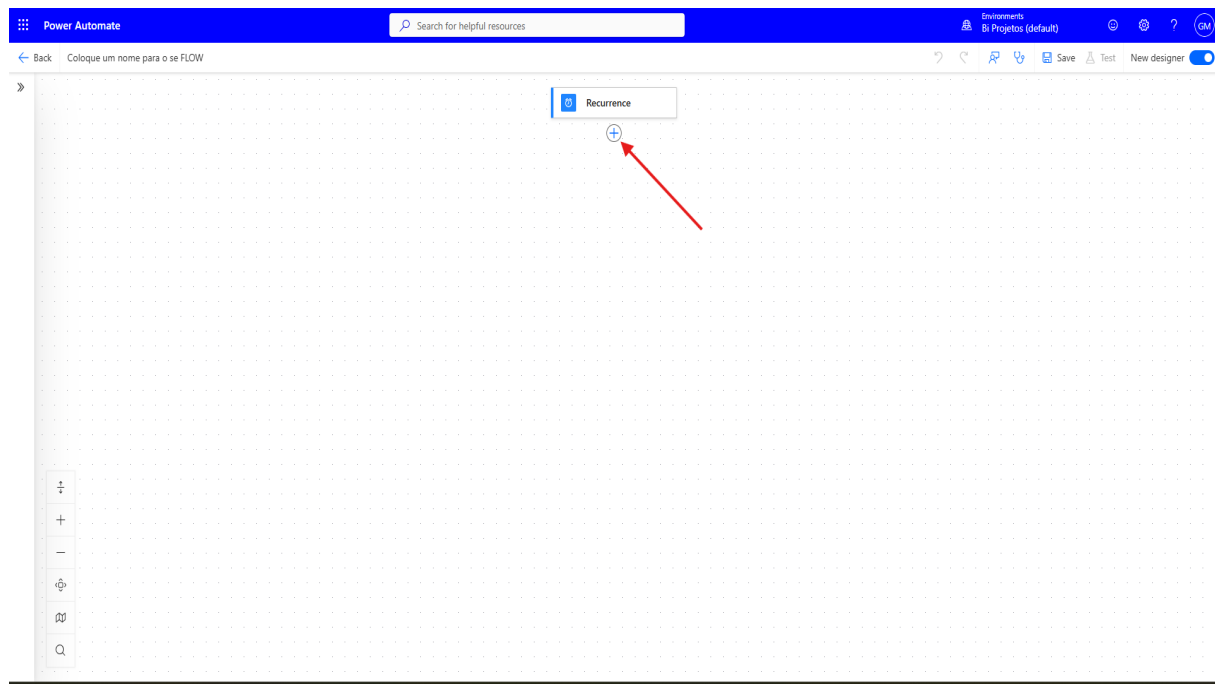 Power Automate
Search for helpful resources
Environments
Bi Projetos (default)
?
GM
Back
Coloque um nome para o se FLOW
Save
Test
New designer
Recurrence